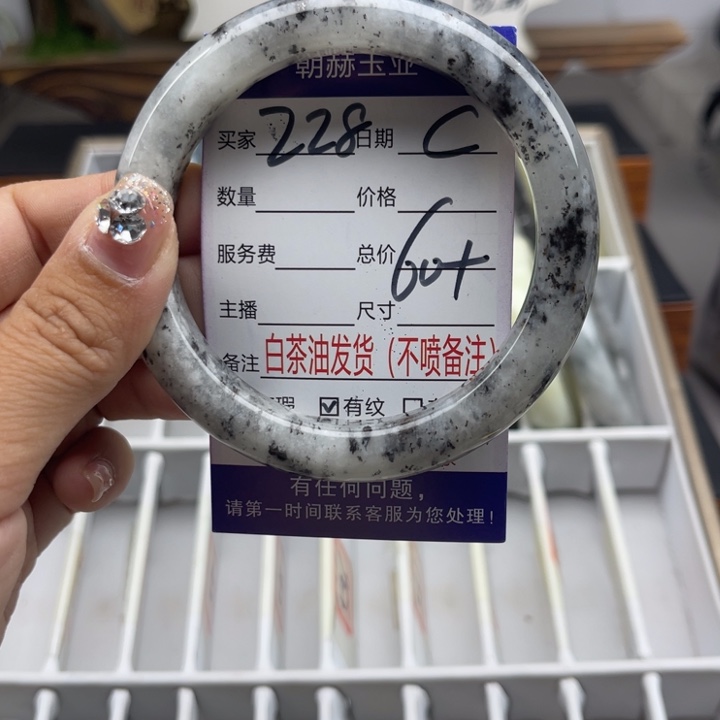 朝赫玉业
买家 228 日期 C
数量 价格
服务费 总价 60+
主播 尺寸
备注 白茶油发货（不喷备注）
有纹
有任何问题，
请第一时间联系客服为您处理！